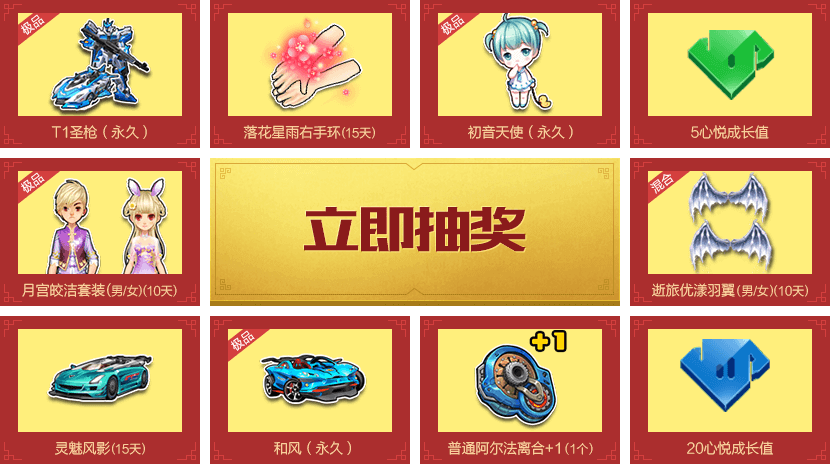 极品
T1圣枪（永久）
落花星雨右手环(15天)
极品
初音天使（永久）
5心悦成长值
极品
月宫皎洁套装(男/女)(10天)
立即抽奖
混合
逝旅优漾羽翼(男/女)(10天)
灵魅风影(15天)
极品
和风（永久）
+1
普通阿尔法离合+1(1个)
20心悦成长值